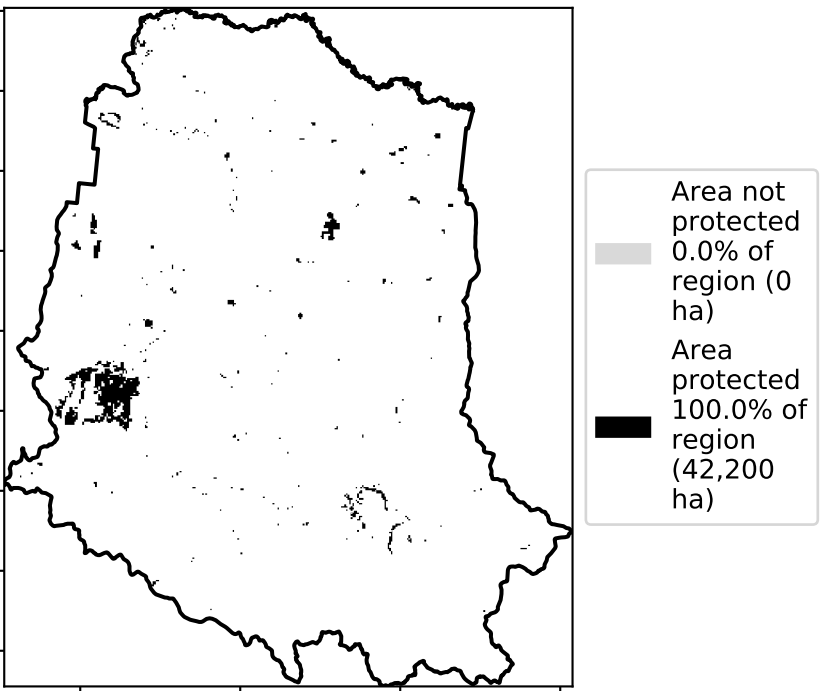 Area not
protected
0.0% of
region (0
ha)
Area
protected
100.0% of
region
(42,200
ha)